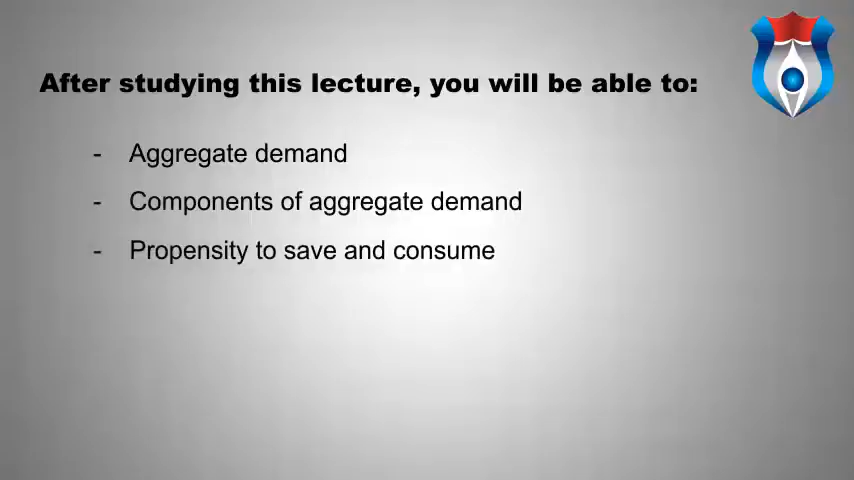 After studying this lecture, you will be able to:
- Aggregate demand
- Components of aggregate demand
- Propensity to save and consume